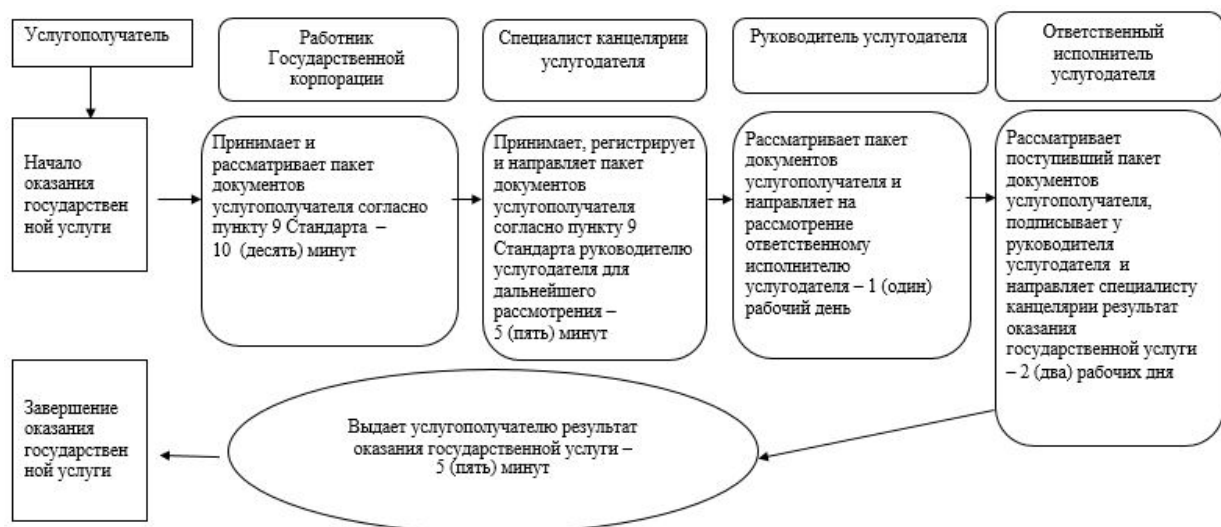 Услугополучатель
Работник
Государственной
корпорации
Специалист канцелярии
услугодателя
Руководитель услугодателя
Ответственный
исполнитель
услугодателя
Начало
оказания
государствен
ной услуги
Принимает и
рассматривает пакет
документов
услугополучателя согласно
пункту 9 Стандарта –
10 (десять) минут
Принимает, регистрирует
и направляет пакет
документов
услугополучателя
согласно пункту 9
Стандарта руководителю
услугодателя для
дальнейшего
рассмотрения –
5 (пять) минут
Рассматривает пакет
документов
услугополучателя и
направляет на
рассмотрение
ответственному
исполнителю
услугодателя – 1 (один)
рабочий день
Рассматривает
поступивший пакет
документов
услугополучателя,
подписывает у
руководителя
услугодателя и
направляет специалисту
канцелярии результат
оказания
государственной услуги
– 2 (два) рабочих дня
Завершение
оказания
государствен
ной услуги
Выдает услугополучателю результат
оказания государственной услуги –
5 (пять) минут